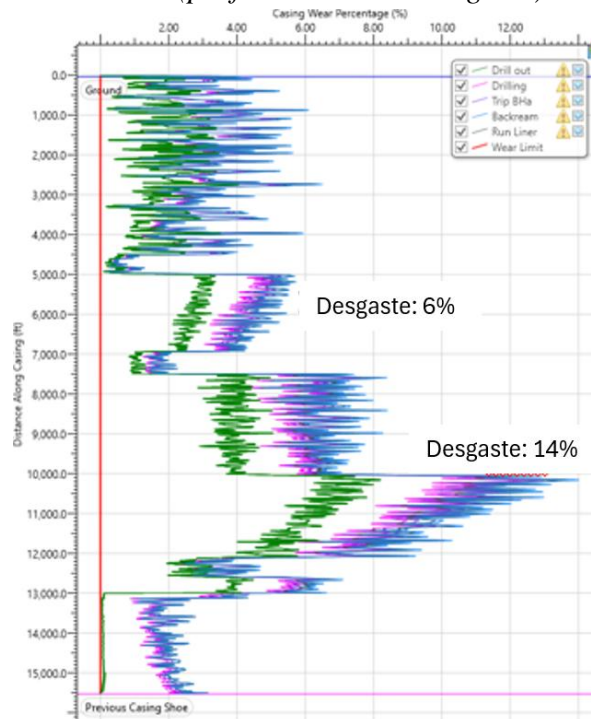 Casing Wear Percentage (%)
0.00 2.00 4.00 6.00 8.00 10.00 12.00
Drill out
Drilling
Trip BHa
Backream
Run Liner
Wear Limit
0.0
Ground
1,000.0
2,000.0
3,000.0
4,000.0
5,000.0
Desgaste: 6%
6,000.0
7,000.0
8,000.0
9,000.0
Desgaste: 14%
10,000.0
11,000.0
12,000.0
13,000.0
14,000.0
15,000.0
Previous Casing Shoe
Distance Along Casing (ft)